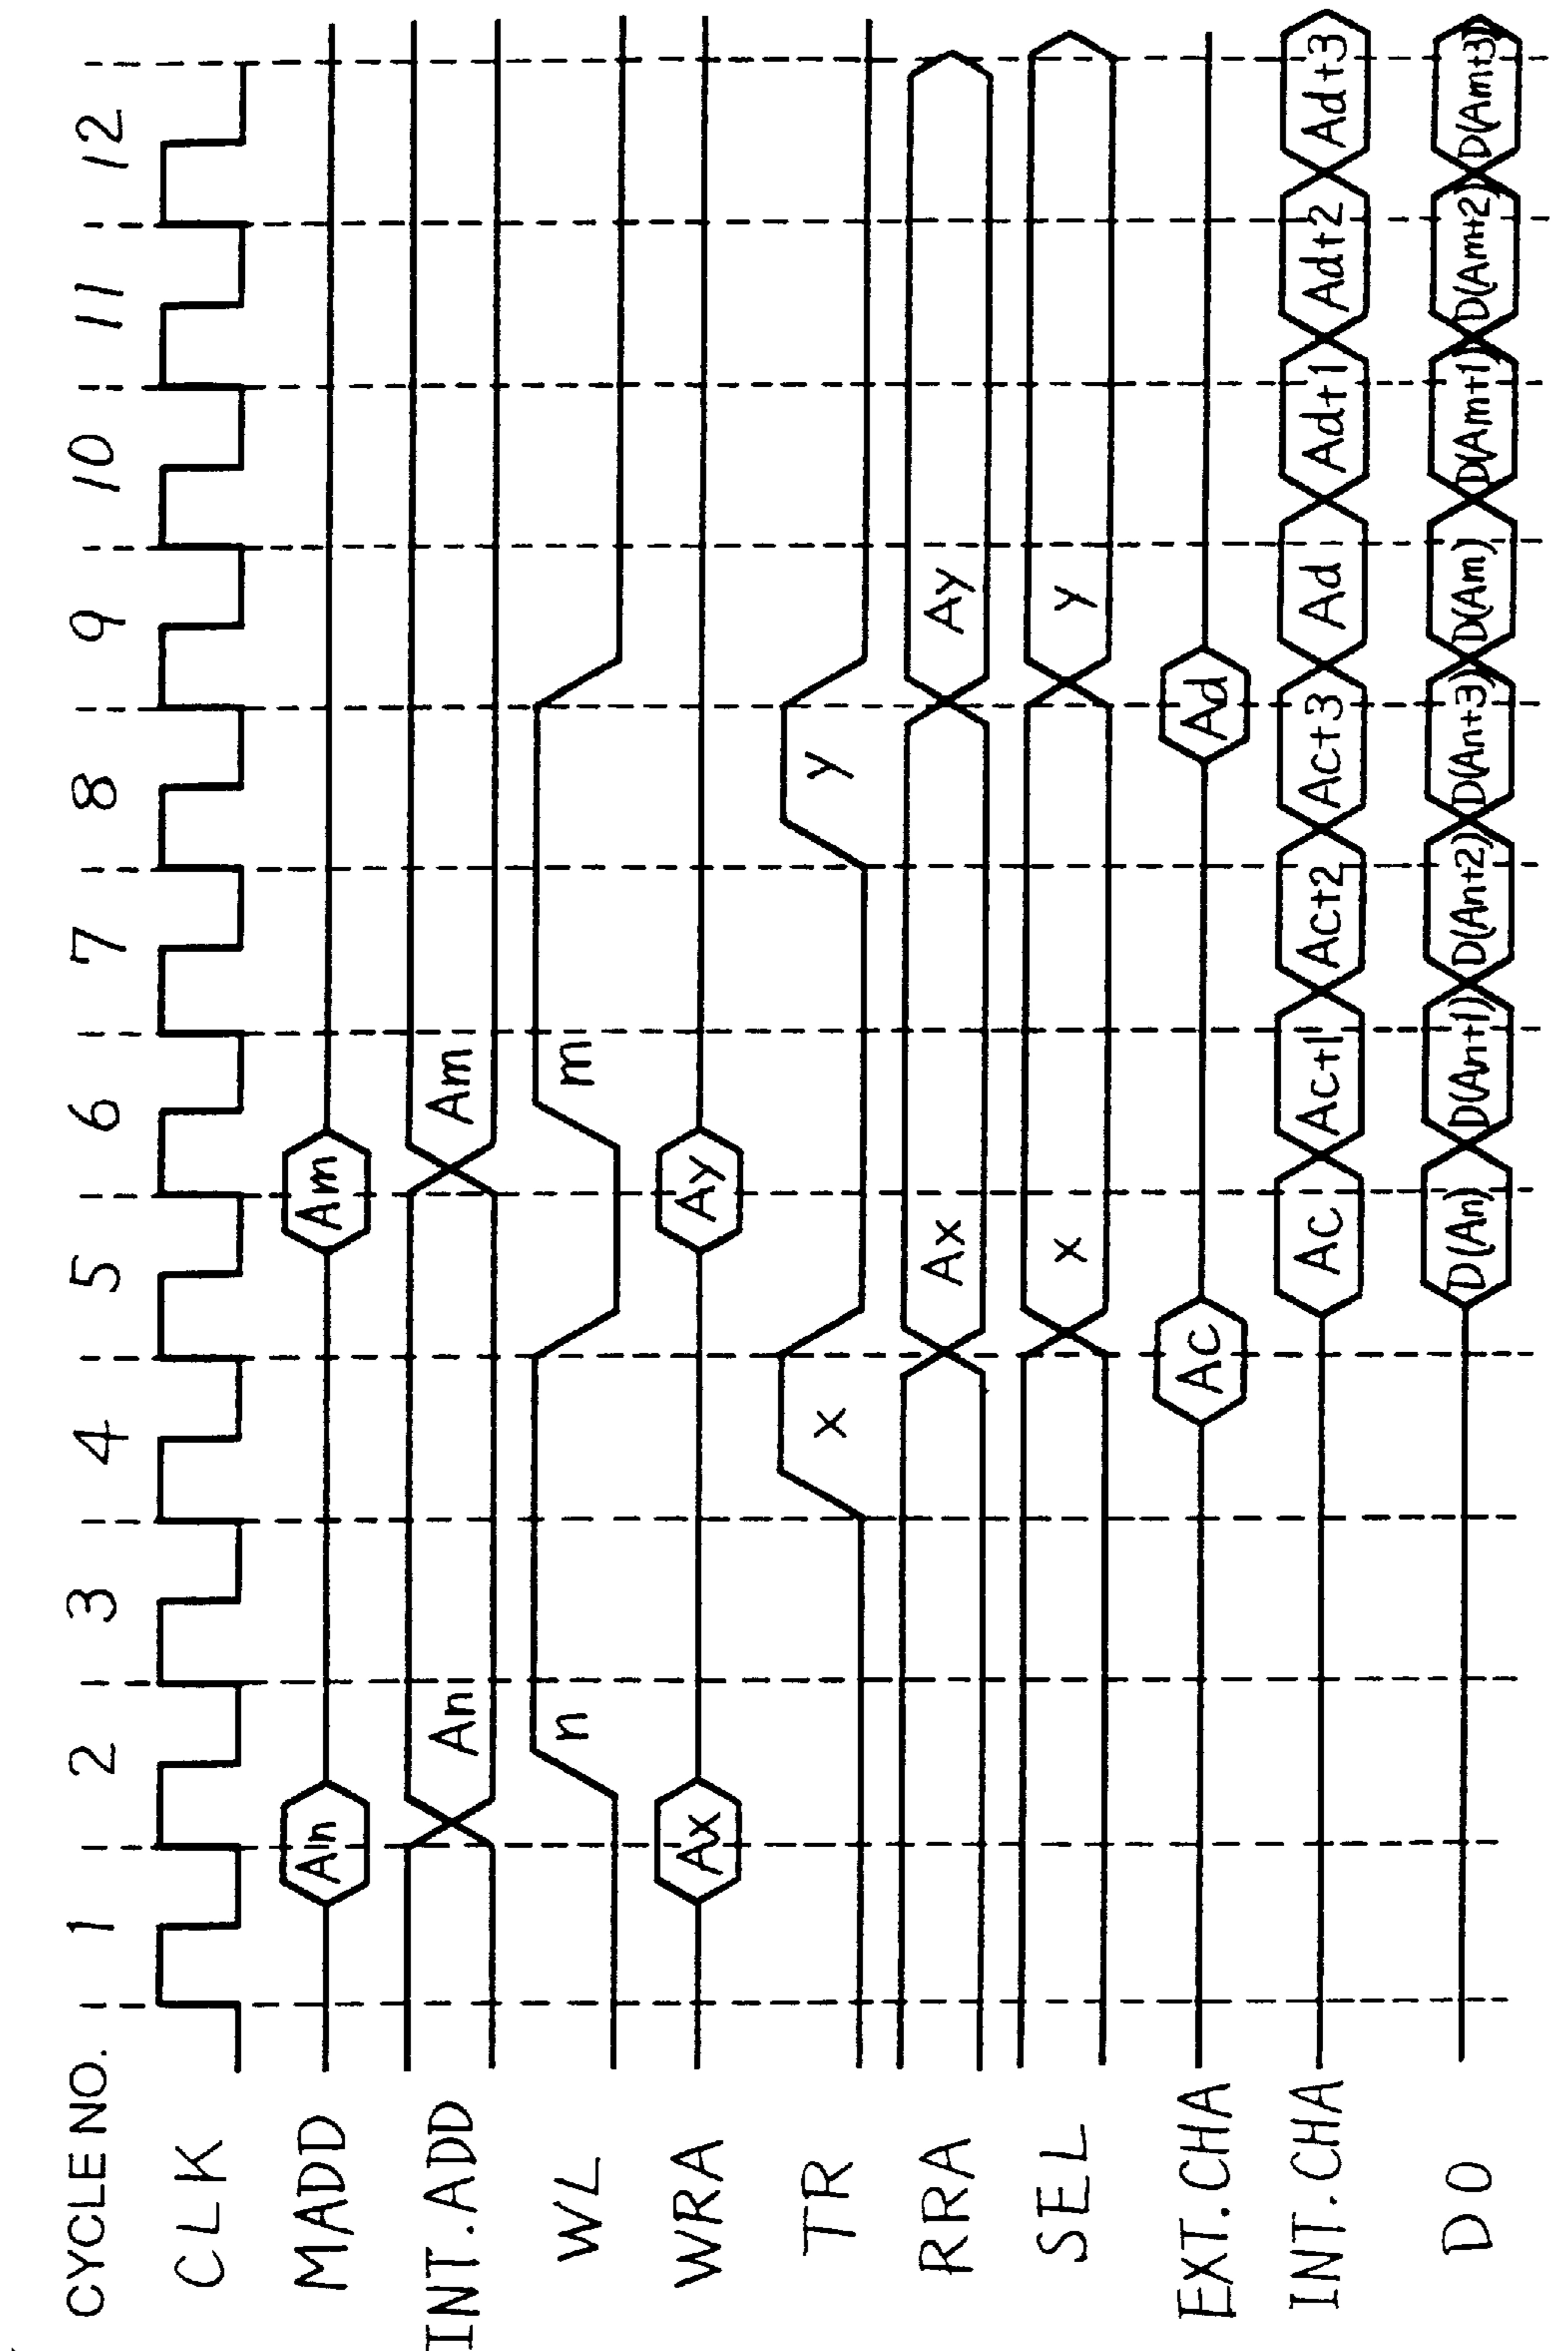 CYCLE NO. 1 2 3 4 5 6 7 8 9 10 11 12
CLK
MADD An Am
INT.ADD An Am
WL n m
WRA Ax Ay
TR x y
RRA Ax Ay
SEL x y
EXT.CHA Ac Ad
INT.CHA Ac Ac+1 Ac+2 Ac+3 Ad Ad+1 Ad+2 Ad+3
DO D(An) D(An+1) D(An+2) D(An+3) D(Am) D(Am+1) D(Am+2) D(Am+3)